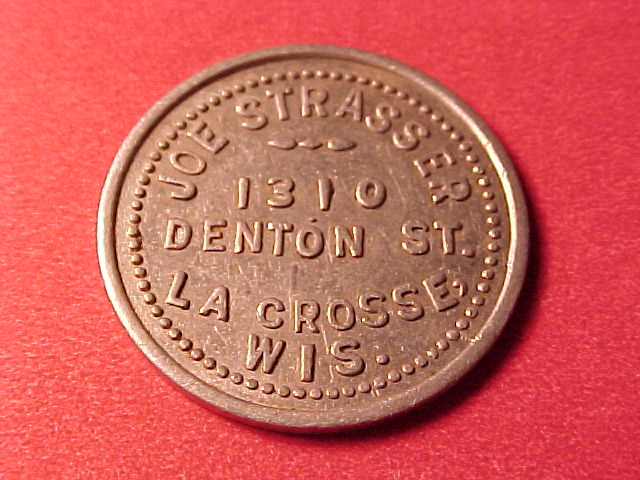 JOE STRASSER
1310
DENTON ST.
LA CROSSE,
WIS.